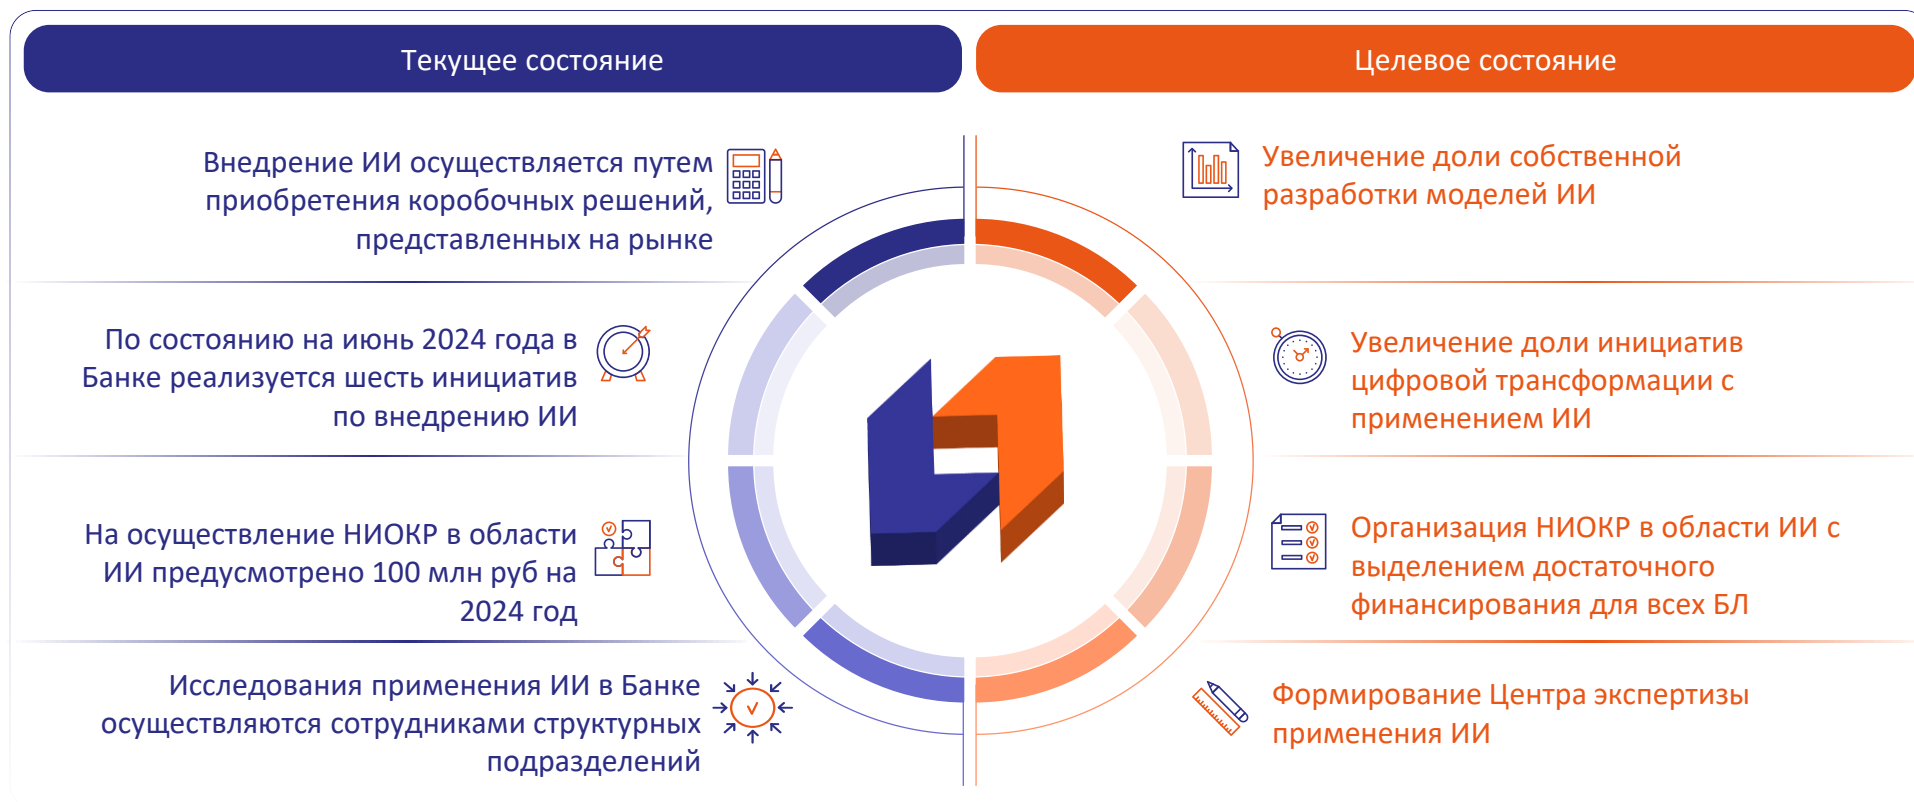 Текущее состояние
Целевое состояние
Внедрение ИИ осуществляется путем
приобретения коробочных решений,
представленных на рынке
Увеличение доли собственной
разработки моделей ИИ
По состоянию на июнь 2024 года в
Банке реализуется шесть инициатив
по внедрению ИИ
Увеличение доли инициатив
цифровой трансформации с
применением ИИ
На осуществление НИОКР в области
ИИ предусмотрено 100 млн руб на
2024 год
Организация НИОКР в области ИИ с
выделением достаточного
финансирования для всех БЛ
Исследования применения ИИ в Банке
осуществляются сотрудниками структурных
подразделений
Формирование Центра экспертизы
применения ИИ